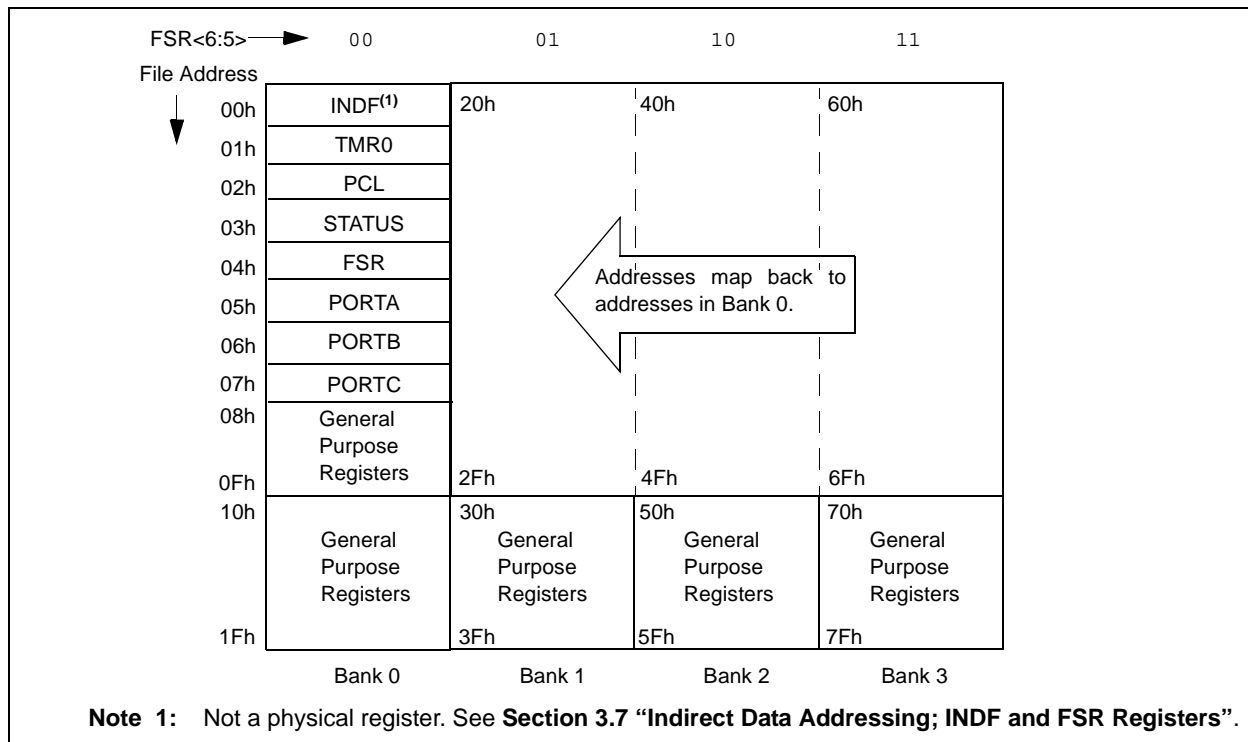 FSR<6:5> 00 01 10 11
File Address
00h INDF(1) 20h 40h 60h
01h TMR0
02h PCL
03h STATUS
04h FSR
Addresses map back to
addresses in Bank 0.
05h PORTA
06h PORTB
07h PORTC
08h General
Purpose
Registers
0Fh 2Fh 4Fh 6Fh
10h 30h 50h 70h
General General General General
Purpose Purpose Purpose Purpose
Registers Registers Registers Registers
1Fh 3Fh 5Fh 7Fh
Bank 0 Bank 1 Bank 2 Bank 3
Note 1: Not a physical register. See Section 3.7 “Indirect Data Addressing; INDF and FSR Registers”.